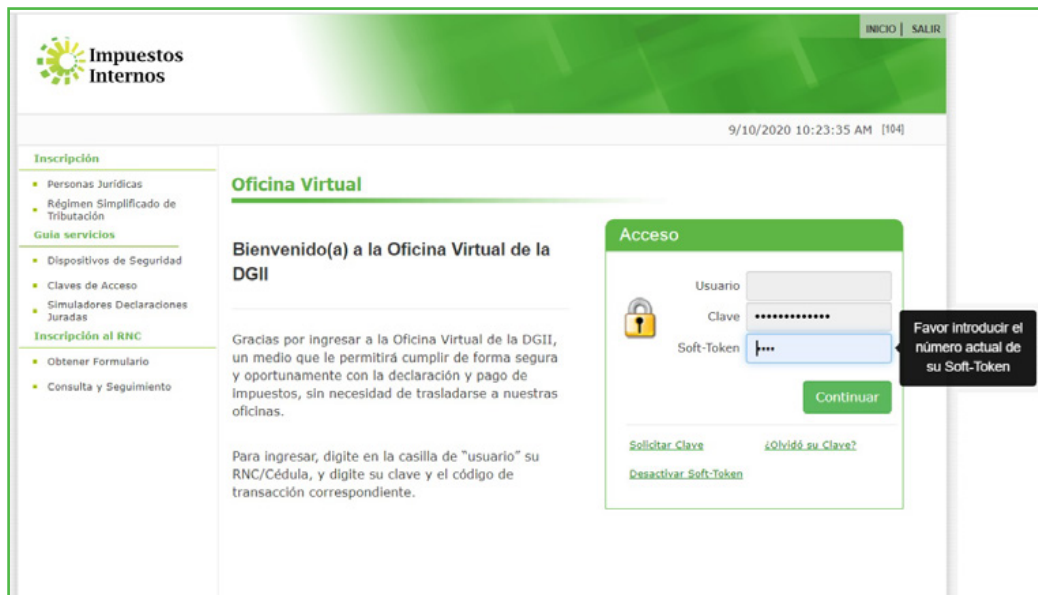 INICIO | SALIR
Impuestos
Internos
9/10/2020 10:23:35 AM [104]
Inscripción
Personas Jurídicas
Régimen Simplificado de
Tributación
Guía servicios
Dispositivos de Seguridad
Claves de Acceso
Simuladores Declaraciones
Juradas
Inscripción al RNC
Obtener Formulario
Consulta y Seguimiento
Oficina Virtual
Bienvenido(a) a la Oficina Virtual de la
DGII
Gracias por ingresar a la Oficina Virtual de la DGII,
un medio que le permitirá cumplir de forma segura
y oportunamente con la declaración y pago de
impuestos, sin necesidad de trasladarse a nuestras
oficinas.
Para ingresar, digite en la casilla de "usuario" su
RNC/Cédula, y digite su clave y el código de
transacción correspondiente.
Acceso
Usuario
Clave •••••••••••••
Soft-Token ••••
Favor introducir el
número actual de
su Soft-Token
Continuar
Solicitar Clave ¿Olvidó su Clave?
Desactivar Soft-Token